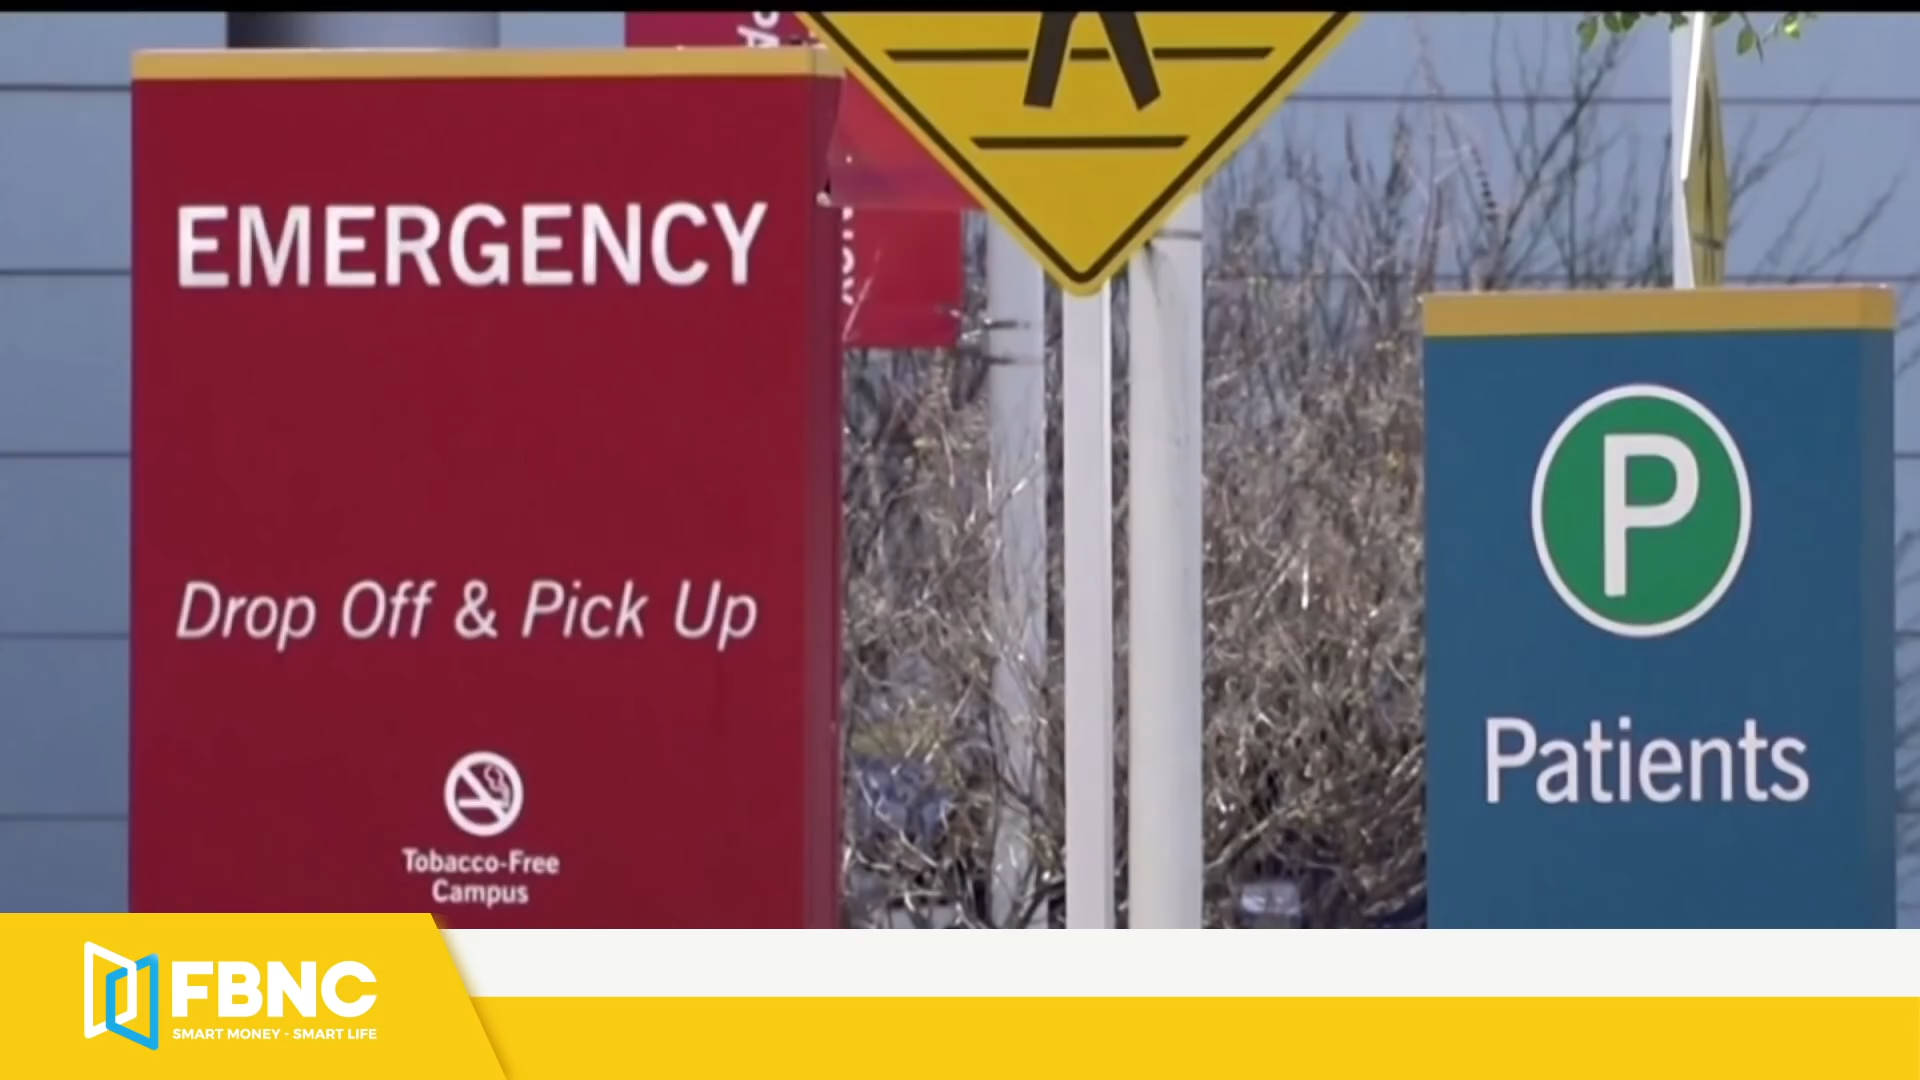 EMERGENCY
Drop Off & Pick Up
Tobacco-Free
Campus
P
Patients
FBNC
SMART MONEY - SMART LIFE